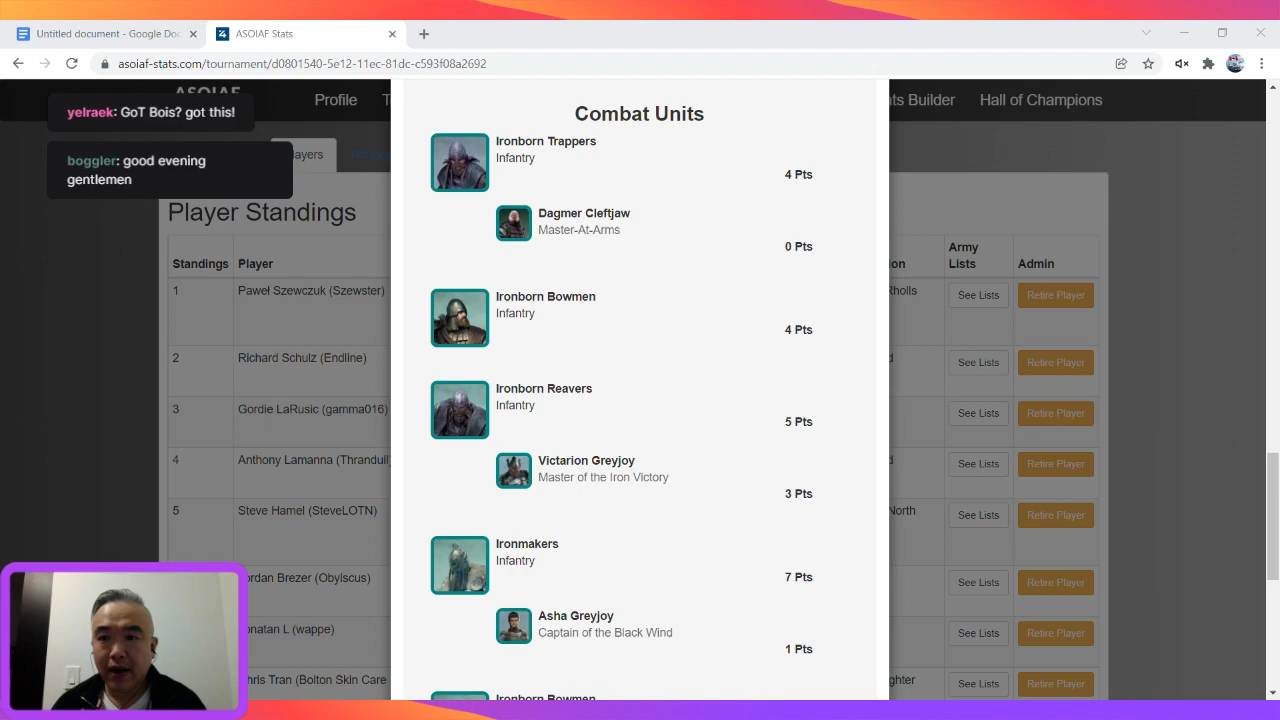 Untitled document - Google Doc
ASOIAF Stats
asoiaf-stats.com/tournament/d0801540-5e12-11ec-81dc-c593f08a2692
ASOIAF
Profile
T
nts Builder
Hall of Champions
yelraek: GoT Bois? got this!
boggler: good evening
gentlemen
layers
Player Standings
Standings
Player
ion
Army
Lists
Admin
1
Paweł Szewczuk (Szewster)
Rholls
See Lists
Retire Player
2
Richard Schulz (Endline)
d
See Lists
Retire Player
3
Gordie LaRusic (gamma016)
See Lists
Retire Player
4
Anthony Lamanna (Thrandull
d
See Lists
Retire Player
5
Steve Hamel (SteveLOTN)
North
See Lists
Retire Player
ordan Brezer (Obyiscus)
See Lists
Retire Player
onatan L (wappe)
See Lists
Retire Player
hris Tran (Bolton Skin Care
ghter
See Lists
Retire Player
Combat Units
Ironborn Trappers
Infantry
4 Pts
Dagmer Cleftjaw
Master-At-Arms
0 Pts
Ironborn Bowmen
Infantry
4 Pts
Ironborn Reavers
Infantry
5 Pts
Victarion Greyjoy
Master of the Iron Victory
3 Pts
Ironmakers
Infantry
7 Pts
Asha Greyjoy
Captain of the Black Wind
1 Pts
Ironborn Bowmen